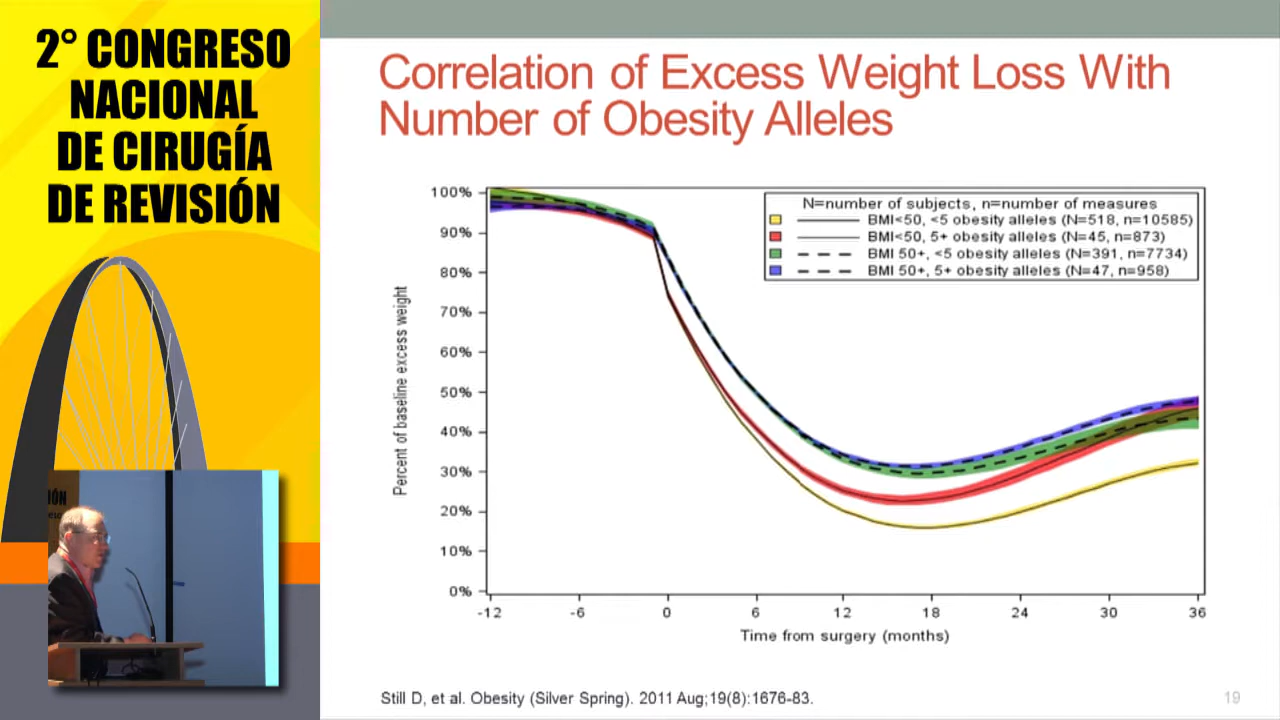 2° CONGRESO
NACIONAL
DE CIRUGÍA
DE REVISIÓN
Correlation of Excess Weight Loss With
Number of Obesity Alleles
N=number of subjects, n=number of measures
BMI<50, <5 obesity alleles (N=518, n=10585)
BMI<50, 5+ obesity alleles (N=45, n=873)
BMI 50+, <5 obesity alleles (N=391, n=7734)
BMI 50+, 5+ obesity alleles (N=47, n=958)
Percent of baseline excess weight
100%
90%
80%
70%
60%
50%
40%
30%
20%
10%
0%
-12 -6 0 6 12 18 24 30 36
Time from surgery (months)
Still D, et al. Obesity (Silver Spring). 2011 Aug;19(8):1676-83.
19